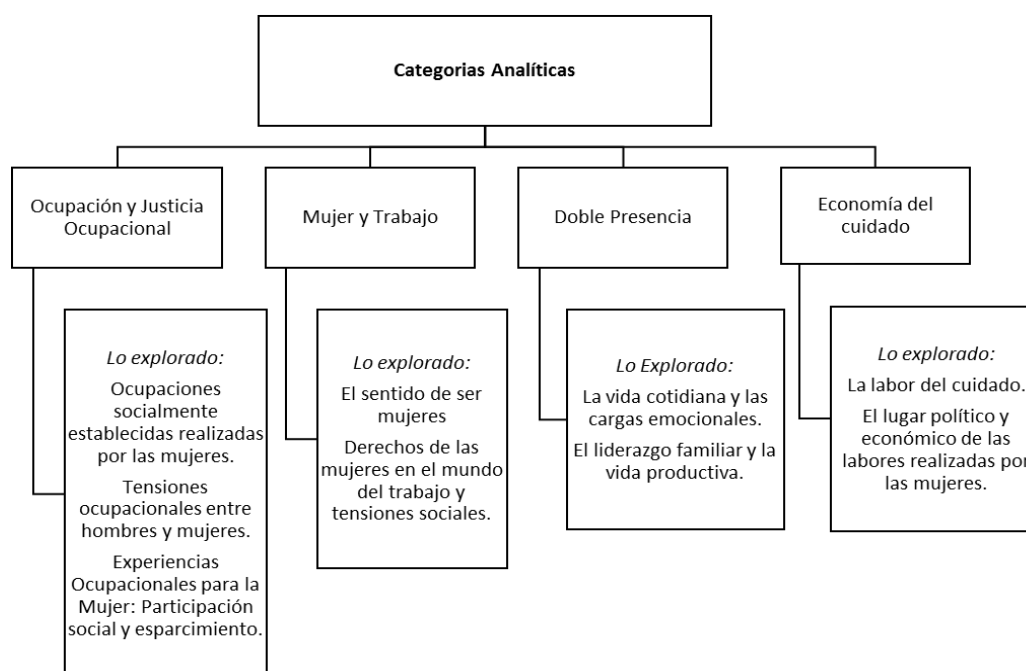 Categorias Analíticas
Ocupación y Justicia
Ocupacional
Mujer y Trabajo
Doble Presencia
Economía del
cuidado
Lo explorado:
Ocupaciones
socialmente
establecidas realizadas
por las mujeres.
Tensiones
ocupacionales entre
hombres y mujeres.
Experiencias
Ocupacionales para la
Mujer: Participación
social y esparcimiento.
Lo explorado:
El sentido de ser
mujeres
Derechos de las
mujeres en el mundo
del trabajo y
tensiones sociales.
Lo Explorado:
La vida cotidiana y las
cargas emocionales.
El liderazgo familiar y la
vida productiva.
Lo explorado:
La labor del cuidado.
El lugar político y
económico de las
labores realizadas por
las mujeres.